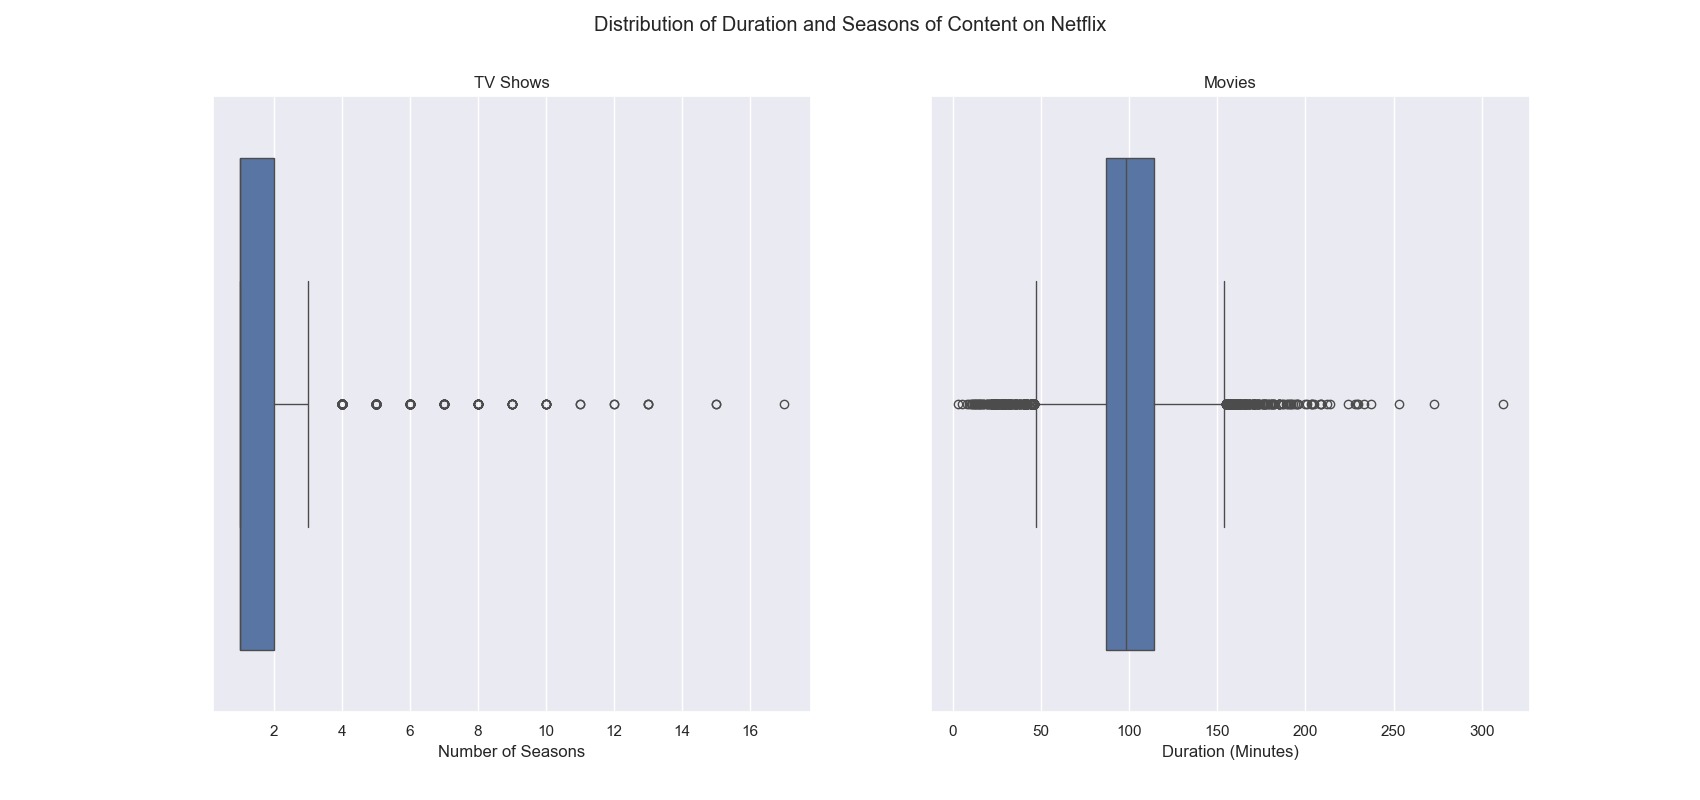 Distribution of Duration and Seasons of Content on Netflix
TV Shows
2 4 6 8 10 12 14 16
Number of Seasons
Movies
0 50 100 150 200 250 300
Duration (Minutes)